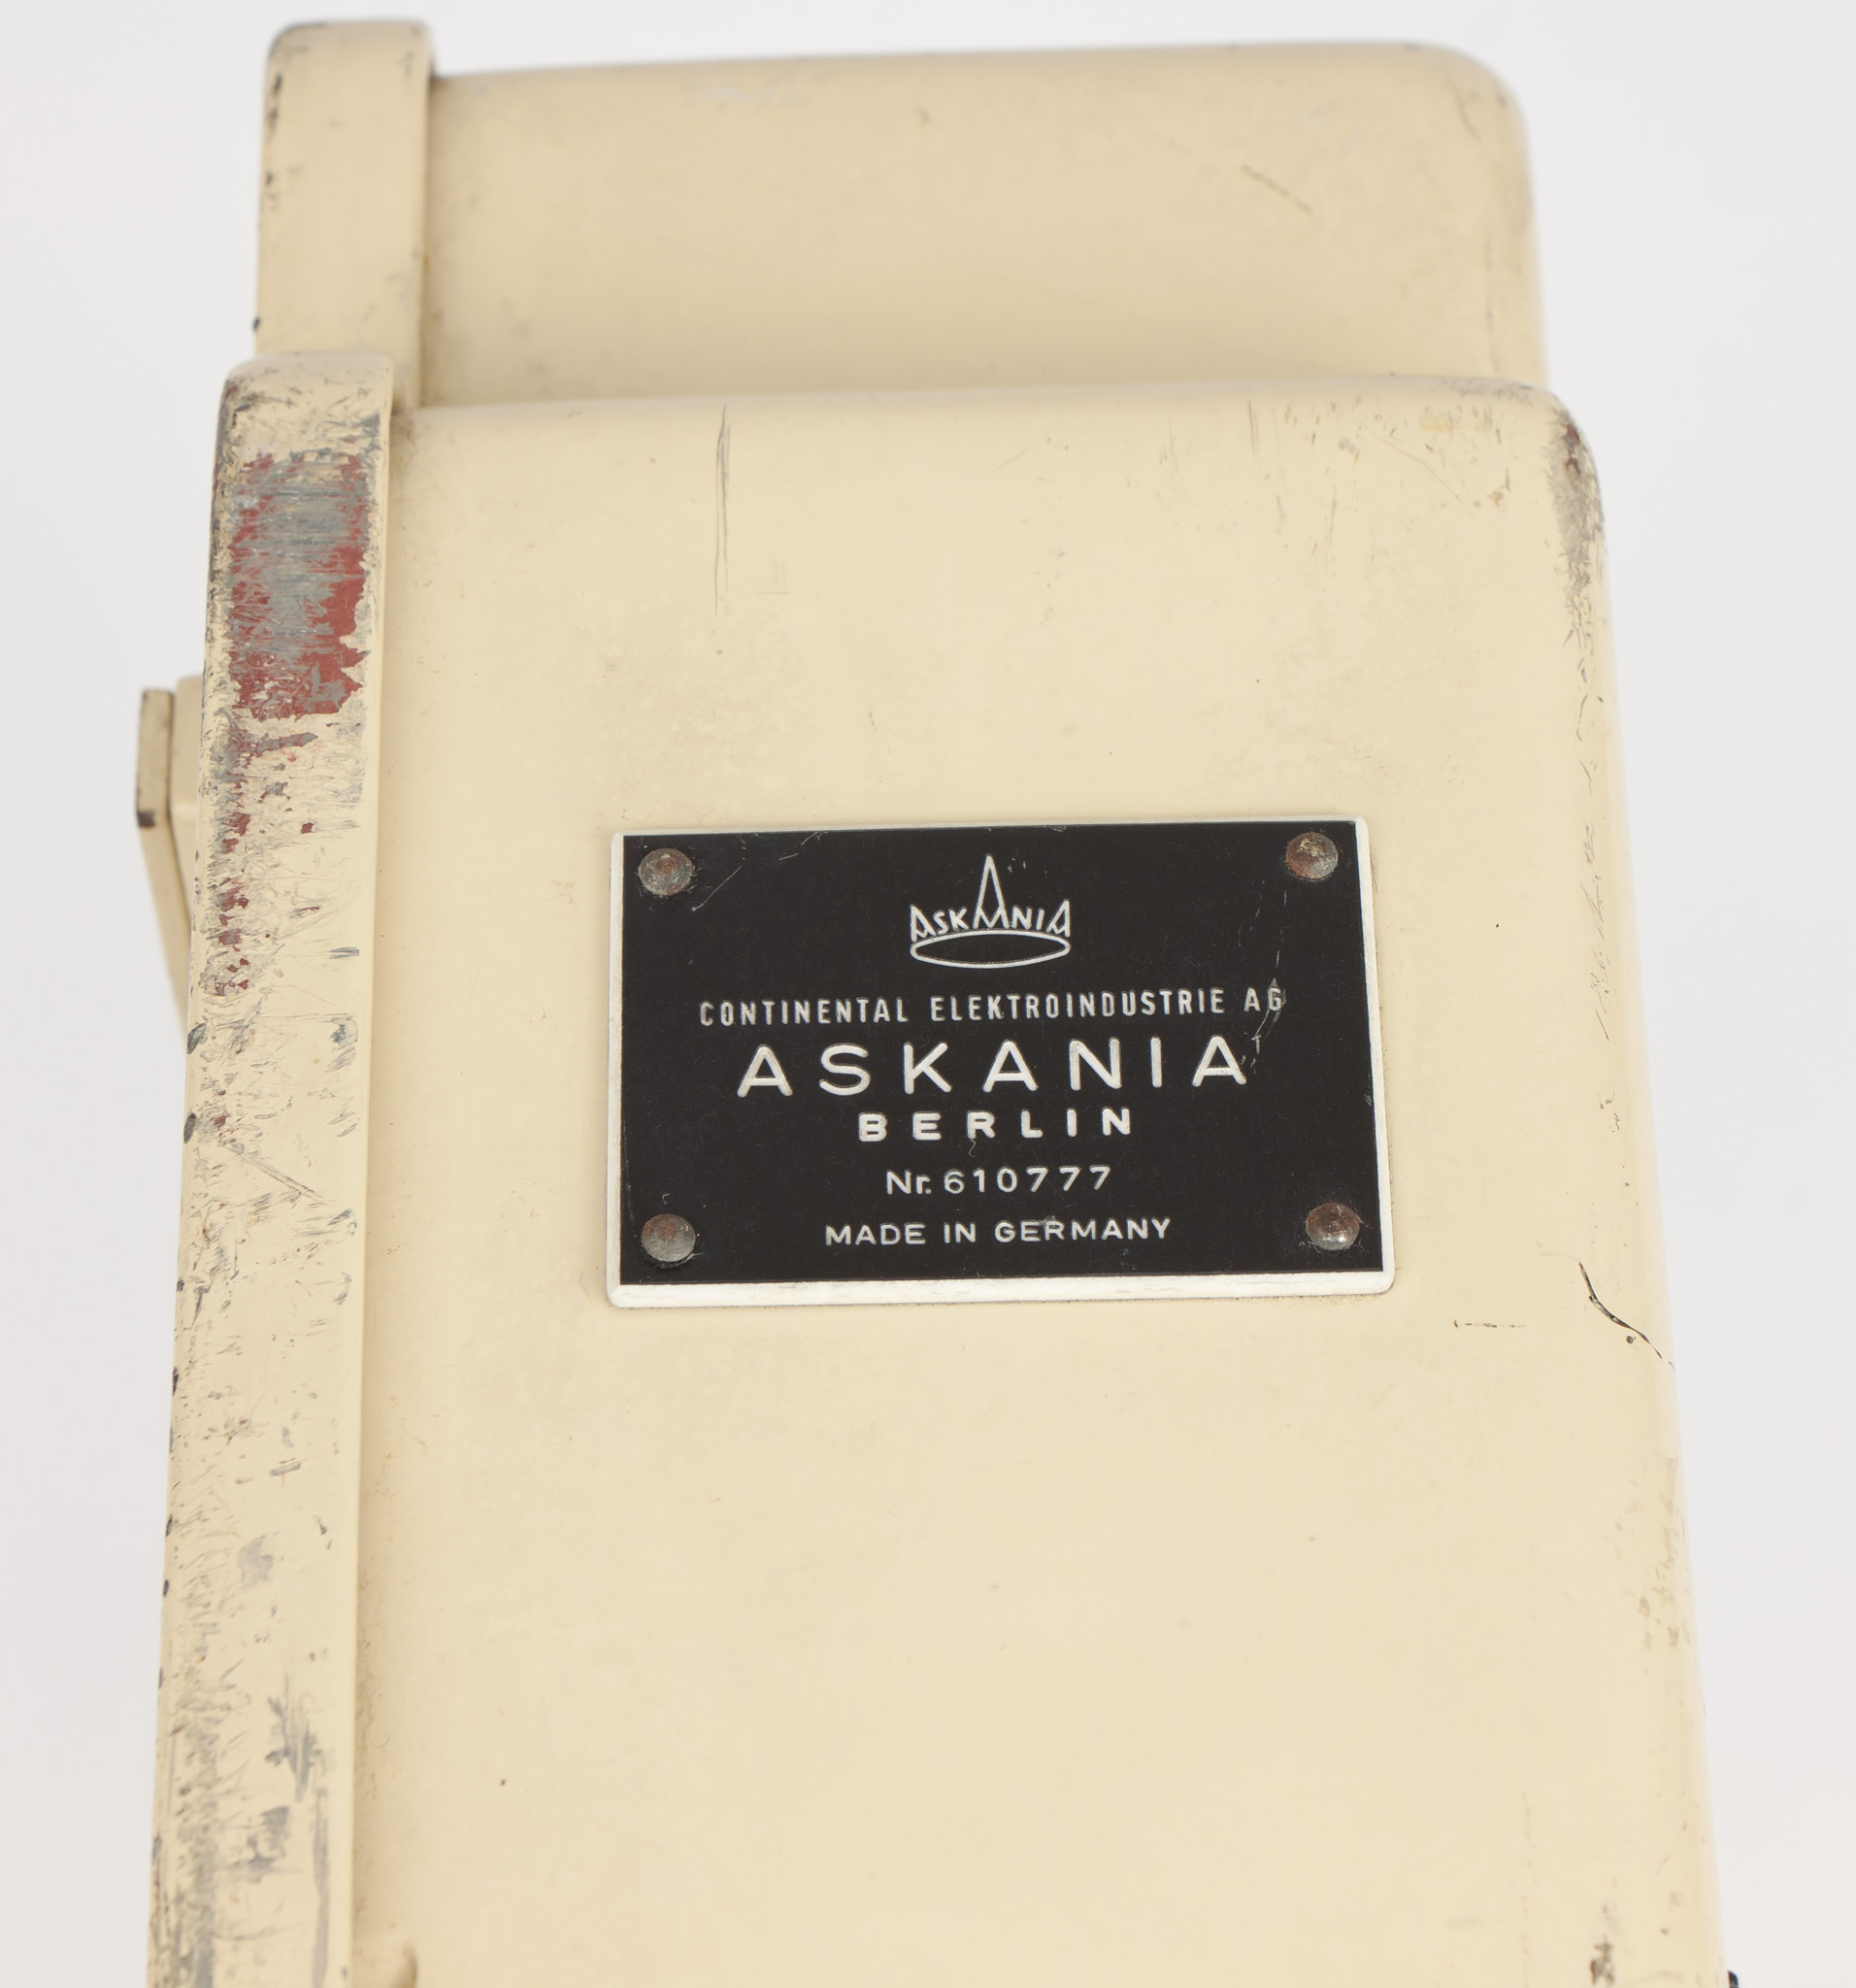 ASKANIA
CONTINENTAL ELEKTROINDUSTRIE AG
ASKANIA
BERLIN
Nr. 610777
MADE IN GERMANY